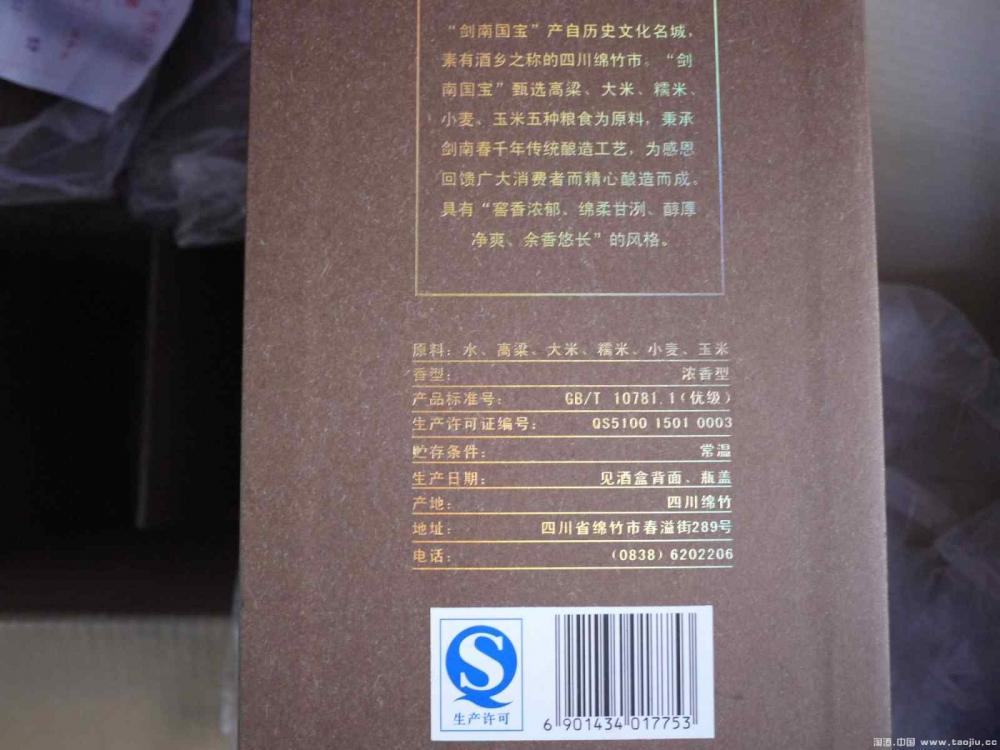 “剑南国宝”产自历史文化名城，
素有酒乡之称的四川绵竹市。“剑
南国宝”甄选高粱、大米、糯米、
小麦、玉米五种粮食为原料，秉承
剑南春千年传统酿造工艺，为感恩
回馈广大消费者而精心酿造而成。
具有“窖香浓郁、绵柔甘洌、醇厚
净爽、余香悠长”的风格。
原料：水、高粱、大米、糯米、小麦、玉米
香型：浓香型
产品标准号：GB/T 10781.1(优级)
生产许可证编号：QS5100 1501 0003
贮存条件：常温
生产日期：见酒盒背面、瓶盖
产地：四川绵竹
地址：四川省绵竹市春溢街289号
电话：(0838) 6202206
生产许可
6 901434 017753
淘酒.中国 www.taojiu.cc